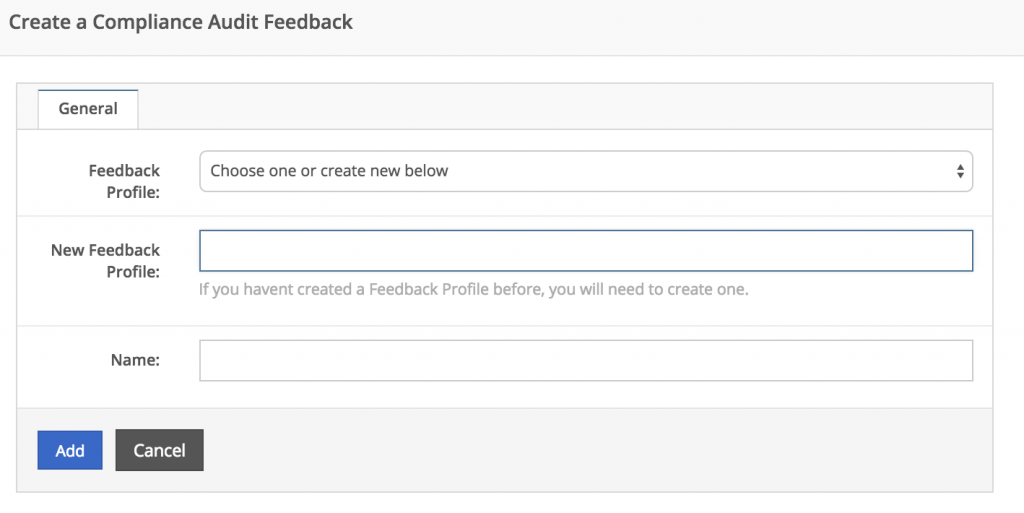 Create a Compliance Audit Feedback
General
Feedback
Profile:
Choose one or create new below
New Feedback
Profile:
If you havent created a Feedback Profile before, you will need to create one.
Name:
Add
Cancel